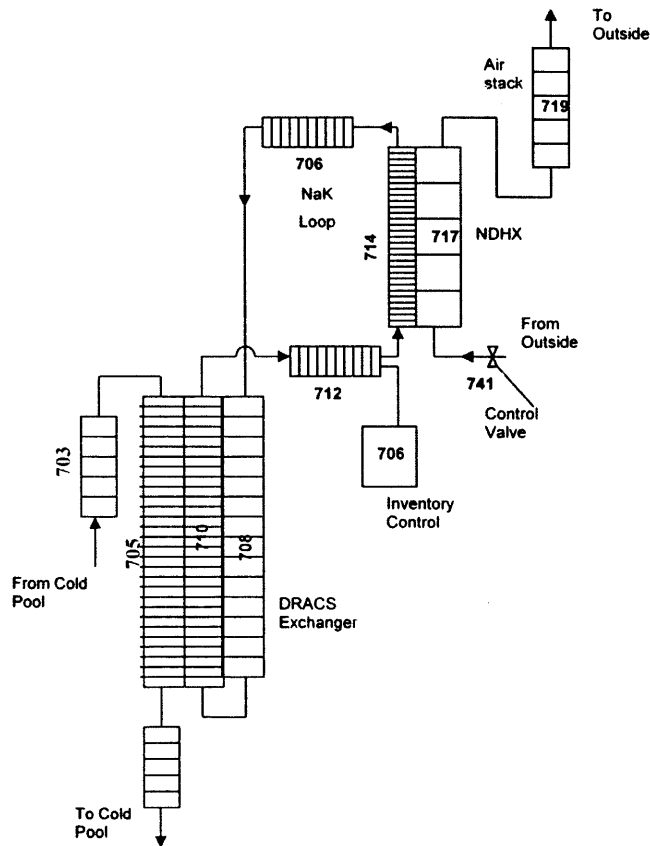 To
Outside
Air
stack
719
706
NaK
Loop
714
717
NDHX
From
Outside
741
712
Control
Valve
703
706
Inventory
Control
705
710
708
From Cold
Pool
DRACS
Exchanger
To Cold
Pool